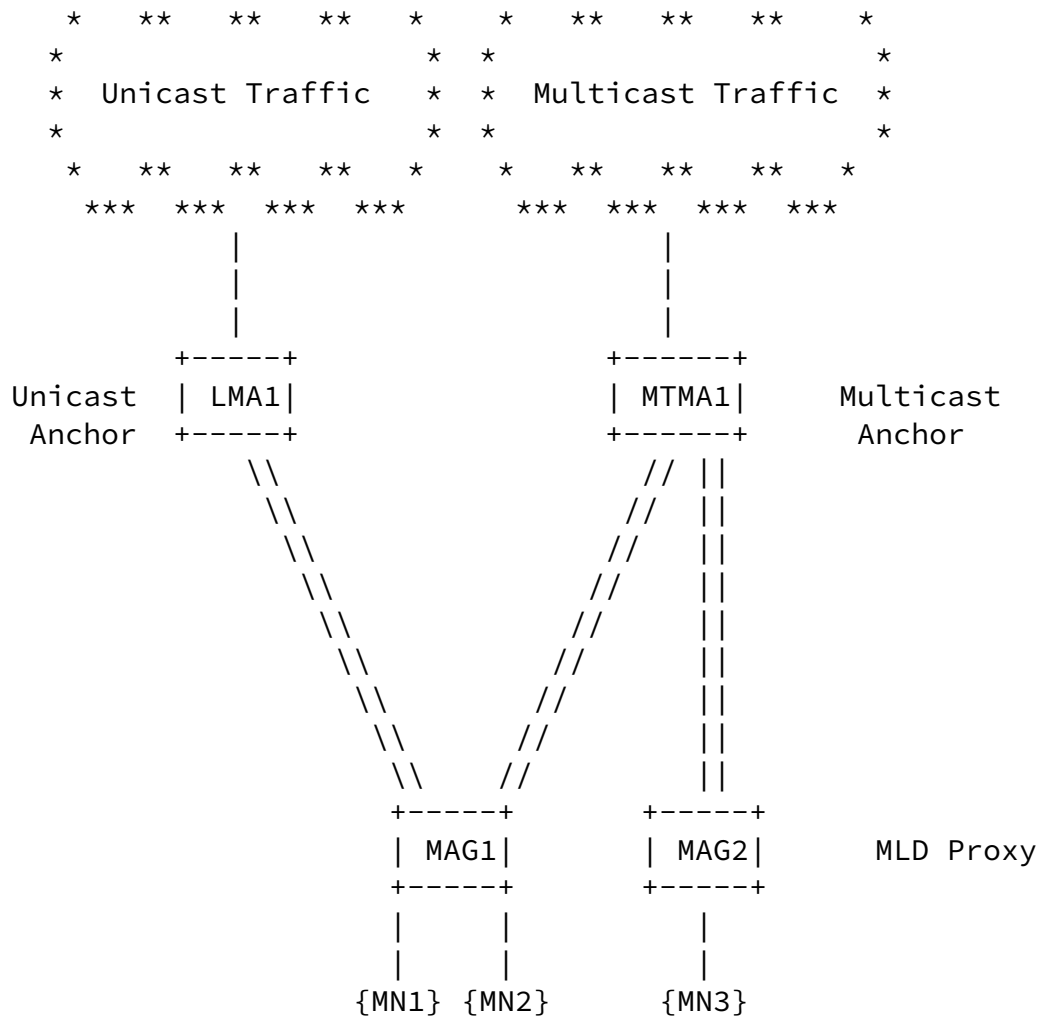 Unicast Traffic Multicast Traffic
Unicast LMA1 MTMA1 Multicast
Anchor Anchor
MAG1 MAG2 MLD Proxy
{MN1} {MN2} {MN3}